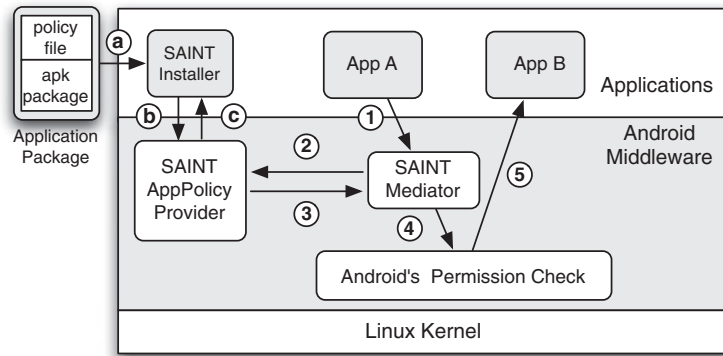 policy
file
apk
package
Application
Package
a
SAINT
Installer
App A
App B
Applications
b
c
1
Android
Middleware
SAINT
AppPolicy
Provider
2
3
SAINT
Mediator
4
5
Android's Permission Check
Linux Kernel